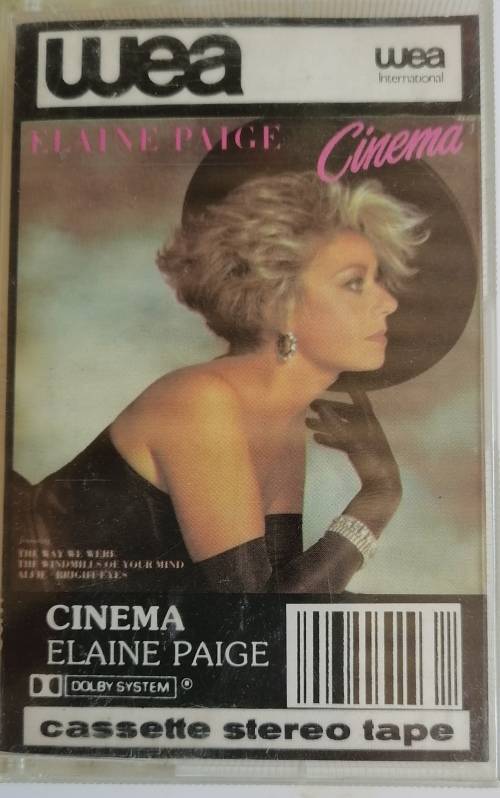 wea
wea
International
ELAINE PAIGE
Cinema
featuring
THE WAY WE WERE
THE WINDMILLS OF YOUR MIND
ALFIE · BRIGHT EYES
CINEMA
ELAINE PAIGE
DOLBY SYSTEM ®
cassette stereo tape